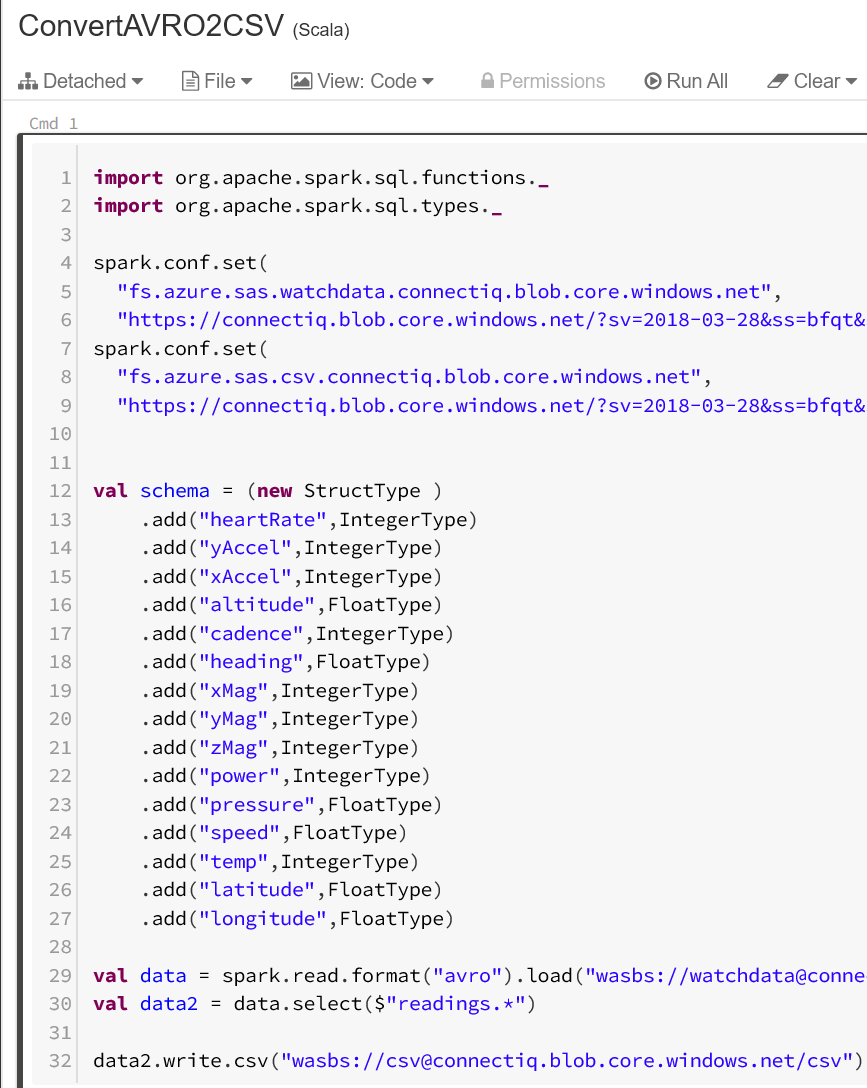 ConvertAVRO2CSV (Scala)
Detached File View: Code Permissions Run All Clear
Cmd 1
1 import org.apache.spark.sql.functions._
2 import org.apache.spark.sql.types._
3
4 spark.conf.set(
5 "fs.azure.sas.watchdata.connectiq.blob.core.windows.net",
6 "https://connectiq.blob.core.windows.net/?sv=2018-03-28&ss=bfqt&
7 spark.conf.set(
8 "fs.azure.sas.csv.connectiq.blob.core.windows.net",
9 "https://connectiq.blob.core.windows.net/?sv=2018-03-28&ss=bfqt&
10
11
12 val schema = (new StructType )
13 .add("heartRate",IntegerType)
14 .add("yAccel",IntegerType)
15 .add("xAccel",IntegerType)
16 .add("altitude",FloatType)
17 .add("cadence",IntegerType)
18 .add("heading",FloatType)
19 .add("xMag",IntegerType)
20 .add("yMag",IntegerType)
21 .add("zMag",IntegerType)
22 .add("power",IntegerType)
23 .add("pressure",FloatType)
24 .add("speed",FloatType)
25 .add("temp",IntegerType)
26 .add("latitude",FloatType)
27 .add("longitude",FloatType)
28
29 val data = spark.read.format("avro").load("wasbs://watchdata@conne
30 val data2 = data.select($"readings.*")
31
32 data2.write.csv("wasbs://csv@connectiq.blob.core.windows.net/csv")